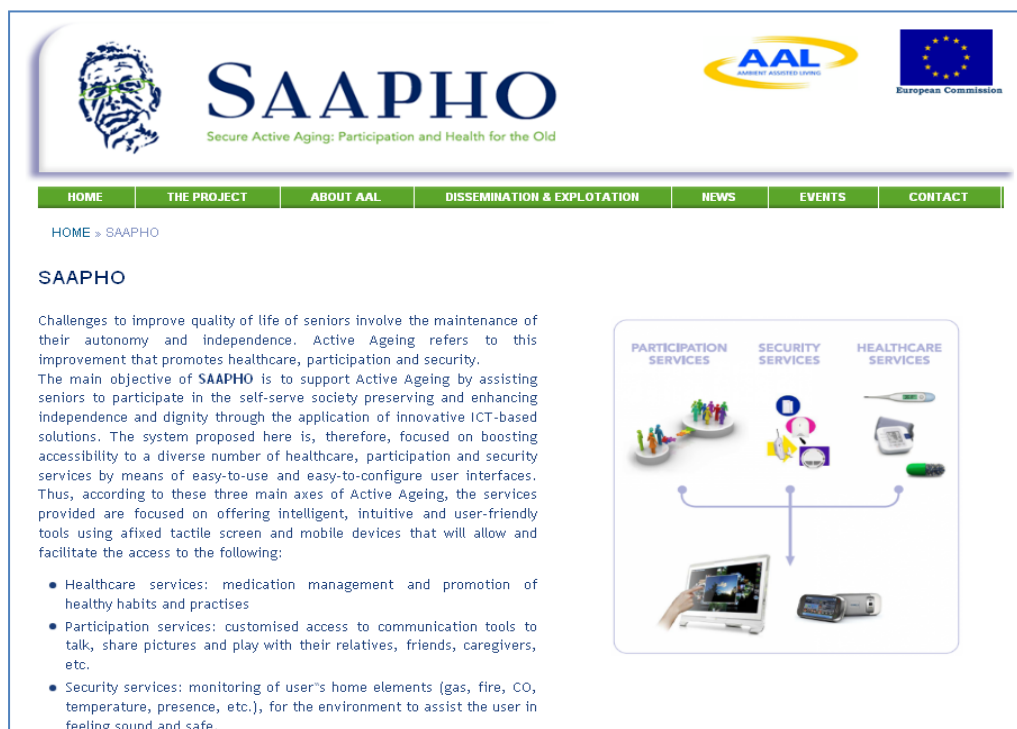 SAAPHO
Secure Active Aging: Participation and Health for the Old
AAL
AMBIENT ASSISTED LIVING
European Commission
HOME THE PROJECT ABOUT AAL DISSEMINATION & EXPLOTATION NEWS EVENTS CONTACT
HOME » SAAPHO
SAAPHO
Challenges to improve quality of life of seniors involve the maintenance of
their autonomy and independence. Active Ageing refers to this
improvement that promotes healthcare, participation and security.
The main objective of SAAPHO is to support Active Ageing by assisting
seniors to participate in the self-serve society preserving and enhancing
independence and dignity through the application of innovative ICT-based
solutions. The system proposed here is, therefore, focused on boosting
accessibility to a diverse number of healthcare, participation and security
services by means of easy-to-use and easy-to-configure user interfaces.
Thus, according to these three main axes of Active Ageing, the services
provided are focused on offering intelligent, intuitive and user-friendly
tools using afixed tactile screen and mobile devices that will allow and
facilitate the access to the following:
• Healthcare services: medication management and promotion of
healthy habits and practises
• Participation services: customised access to communication tools to
talk, share pictures and play with their relatives, friends, caregivers,
etc.
• Security services: monitoring of user"s home elements (gas, fire, CO,
temperature, presence, etc.), for the environment to assist the user in
feeling sound and safe.
PARTICIPATION
SERVICES
SECURITY
SERVICES
HEALTHCARE
SERVICES